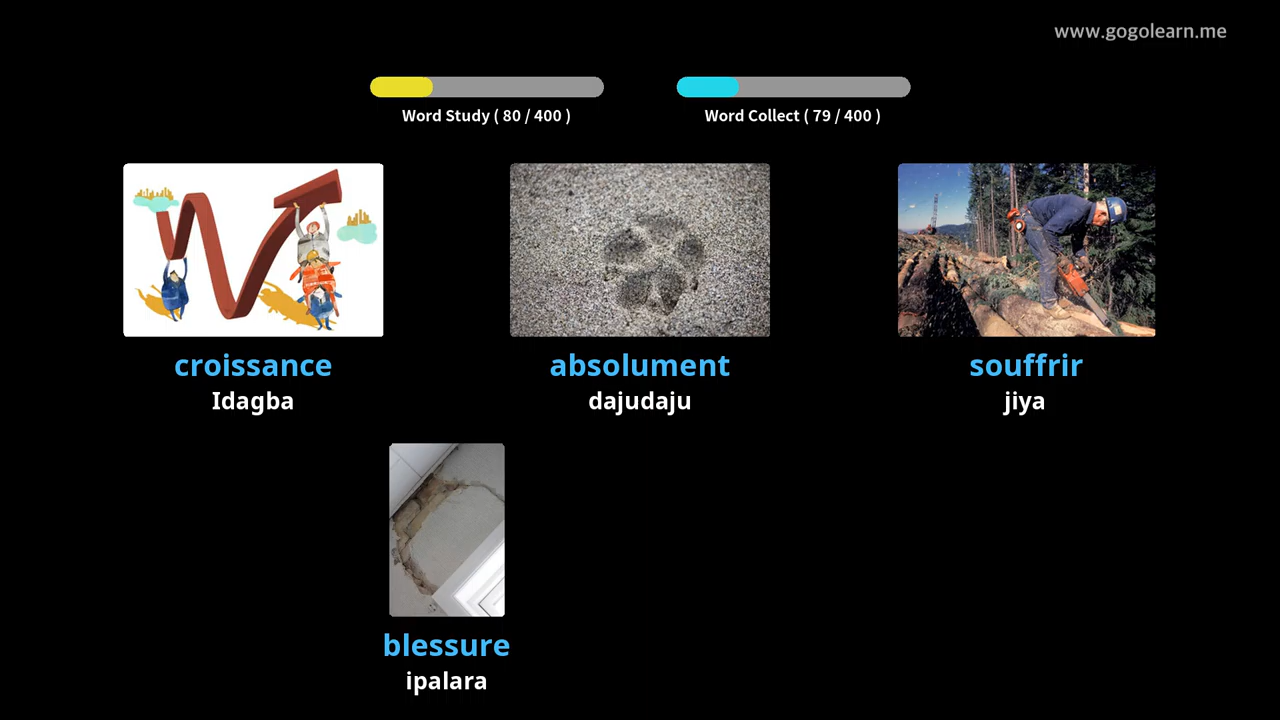 www.gogolearn.me
Word Study ( 80 / 400 )
Word Collect ( 79 / 400 )
croissance
Idagba
absolument
dajudaju
souffrir
jiya
blessure
ipalara